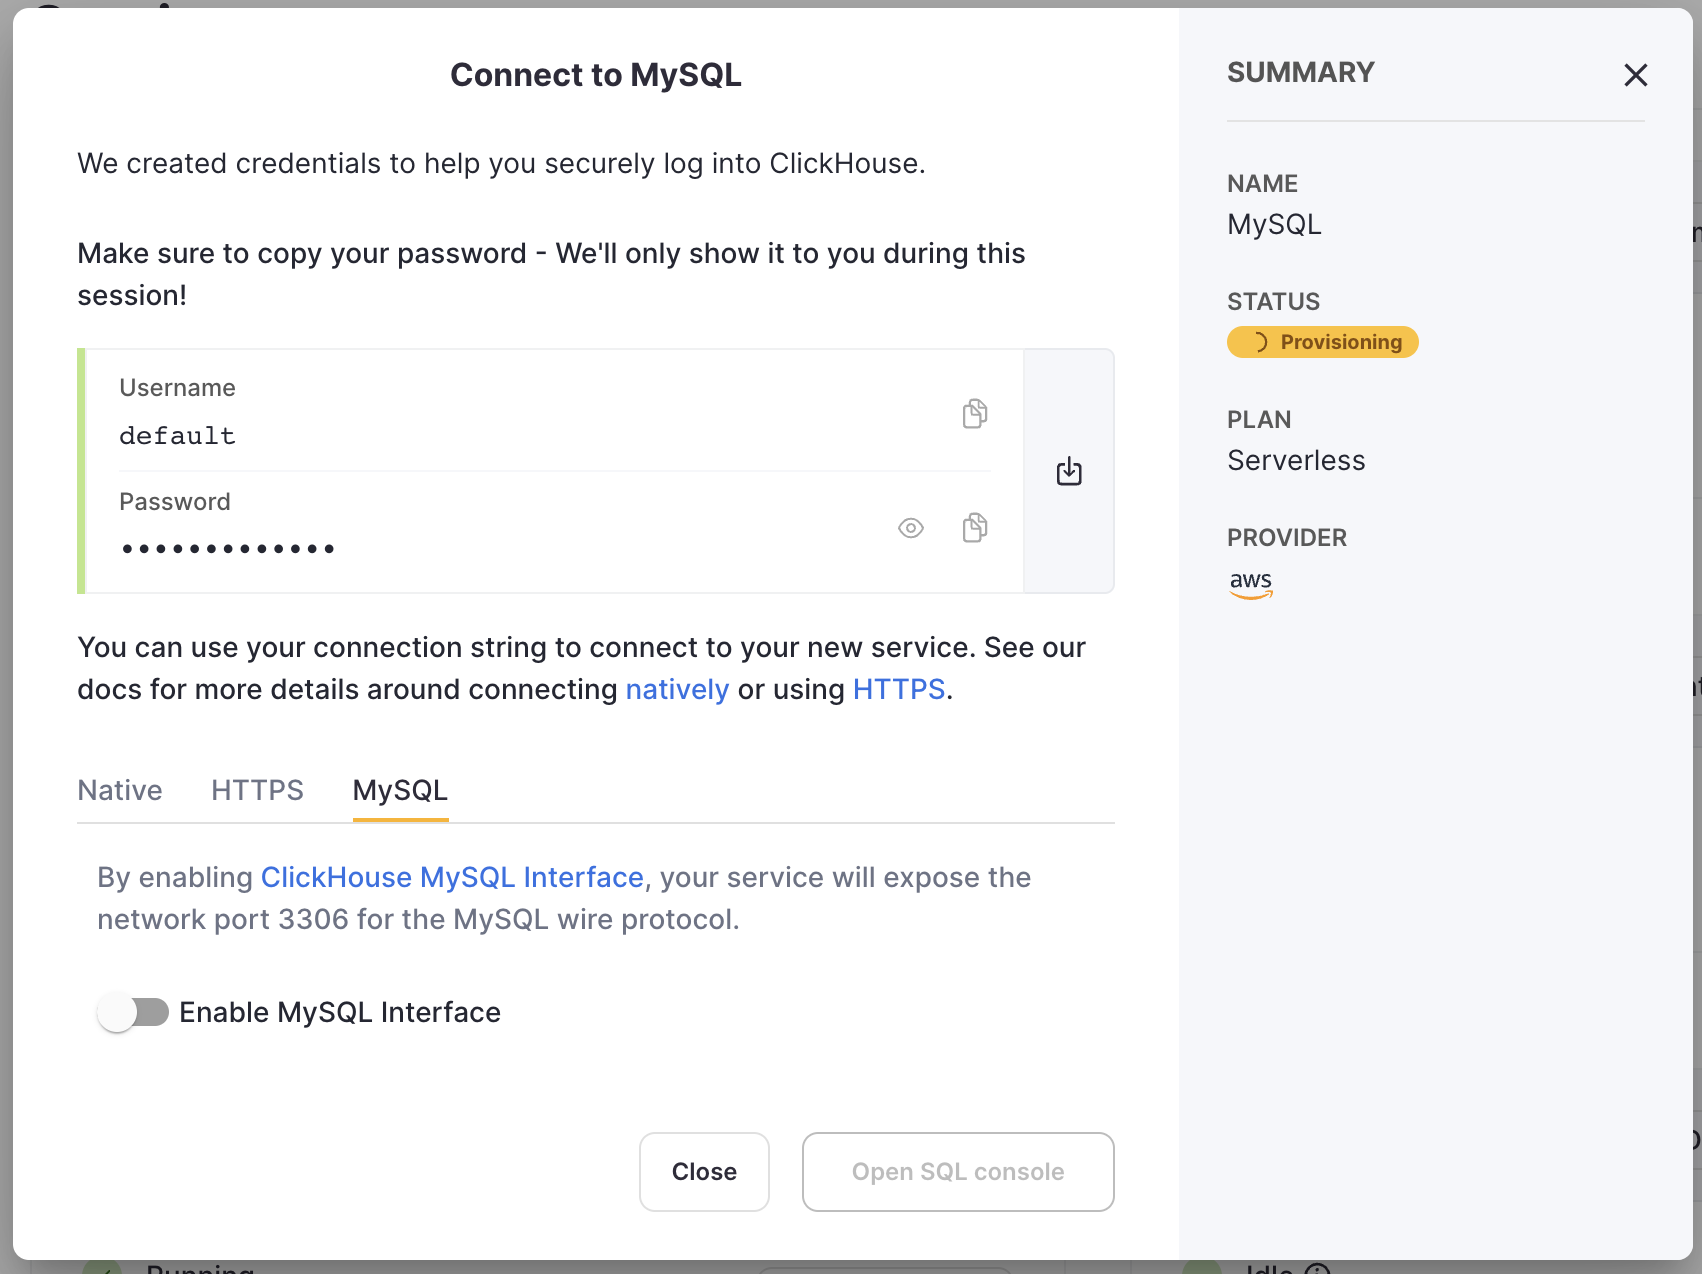 Connect to MySQL
We created credentials to help you securely log into ClickHouse.
Make sure to copy your password - We'll only show it to you during this
session!
Username
default
Password
•••••••••••••
You can use your connection string to connect to your new service. See our
docs for more details around connecting natively or using HTTPS.
Native HTTPS MySQL
By enabling ClickHouse MySQL Interface, your service will expose the
network port 3306 for the MySQL wire protocol.
Enable MySQL Interface
Close Open SQL console
SUMMARY
NAME
MySQL
STATUS
Provisioning
PLAN
Serverless
PROVIDER
aws
Running
Idle